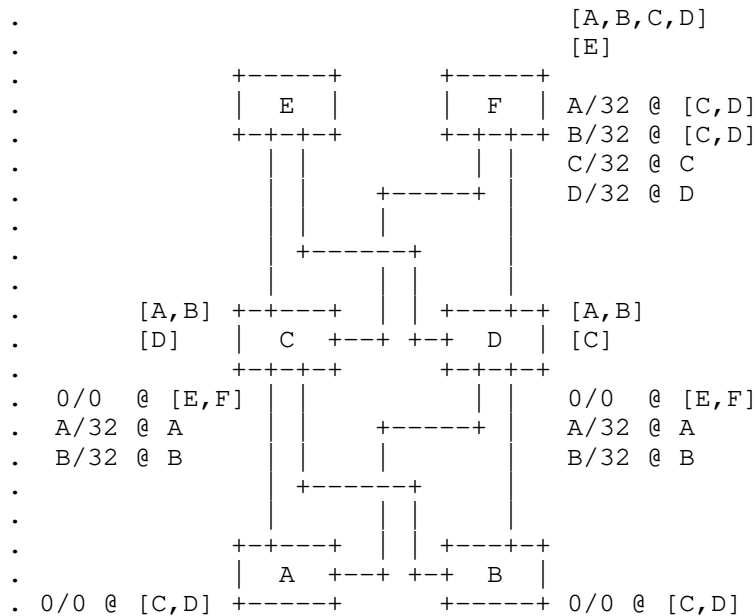 .                                  [A,B,C,D]
.                                  [E]
.              +-----+      +-----+
.              |  E  |      |  F  | A/32 @ [C,D]
.              +-+-+-+      +-+-+-+ B/32 @ [C,D]
.                | |          | |   C/32 @ C
.                | |    +-----+ |   D/32 @ D
.                | |    |       |
.                | +------+     |
.                |      | |     |
.        [A,B] +-+---+  | | +---+-+ [A,B]
.        [D]   |  C  +--+ +-+  D  | [C]
.              +-+-+-+      +-+-+-+
.  0/0  @ [E,F]  | |          | |   0/0  @ [E,F]
.  A/32 @ A      | |    +-----+ |   A/32 @ A
.  B/32 @ B      | |    |       |   B/32 @ B
.                | +------+     |
.                |      | |     |
.              +-+---+  | | +---+-+
.              |  A  +--+ +-+  B  |
. 0/0 @ [C,D]  +-----+      +-----+ 0/0 @ [C,D]